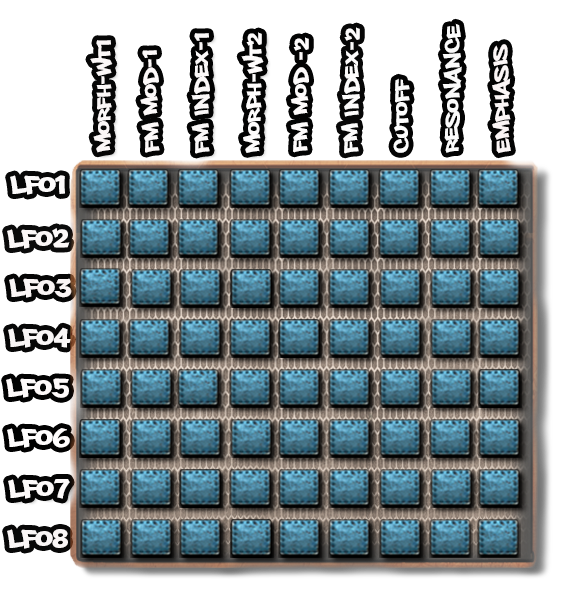 MORFH-WT1
FM MOD-1
FM INDEX-1
MORPH-WT2
FM MOD-2
FM INDEX-2
CUTOFF
RESONANCE
EMPHASIS
LFO1
LFO2
LFO3
LFO4
LFO5
LFO6
LFO7
LFO8